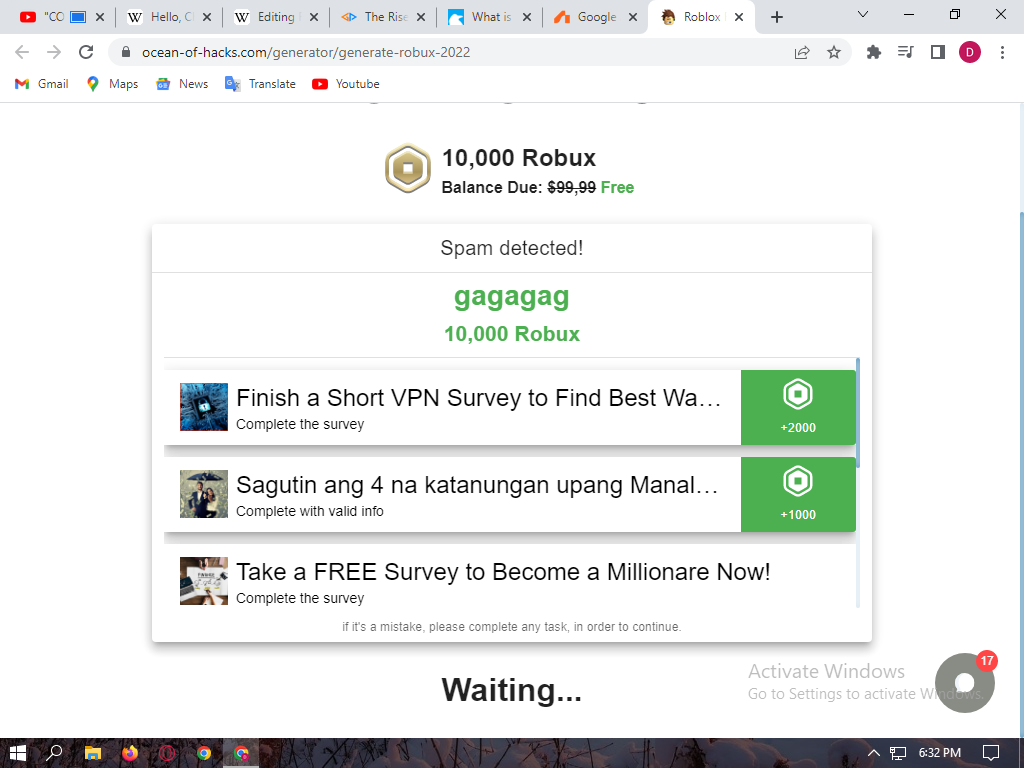 "CO
Hello, C
Editing
The Rise
What is
Google
Roblox
ocean-of-hacks.com/generator/generate-robux-2022
D
Gmail
Maps
News
Translate
Youtube
10,000 Robux
Balance Due: $99,99 Free
Spam detected!
gagagag
10,000 Robux
Finish a Short VPN Survey to Find Best Wa...
Complete the survey
+2000
Sagutin ang 4 na katanungan upang Manal...
Complete with valid info
+1000
Take a FREE Survey to Become a Millionare Now!
Complete the survey
if it's a mistake, please complete any task, in order to continue.
Waiting...
17
Activate Windows
Go to Settings to activate Windows.
6:32 PM